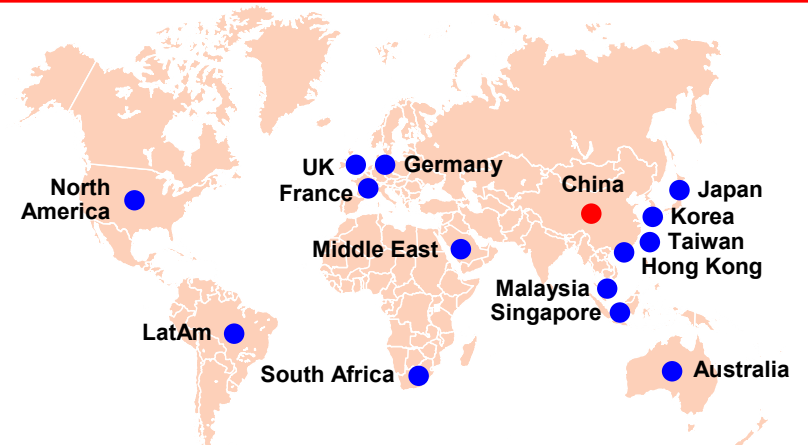 UK
Germany
North
America
France
China
Japan
Korea
Middle East
Taiwan
Hong Kong
Malaysia
Singapore
LatAm
South Africa
Australia